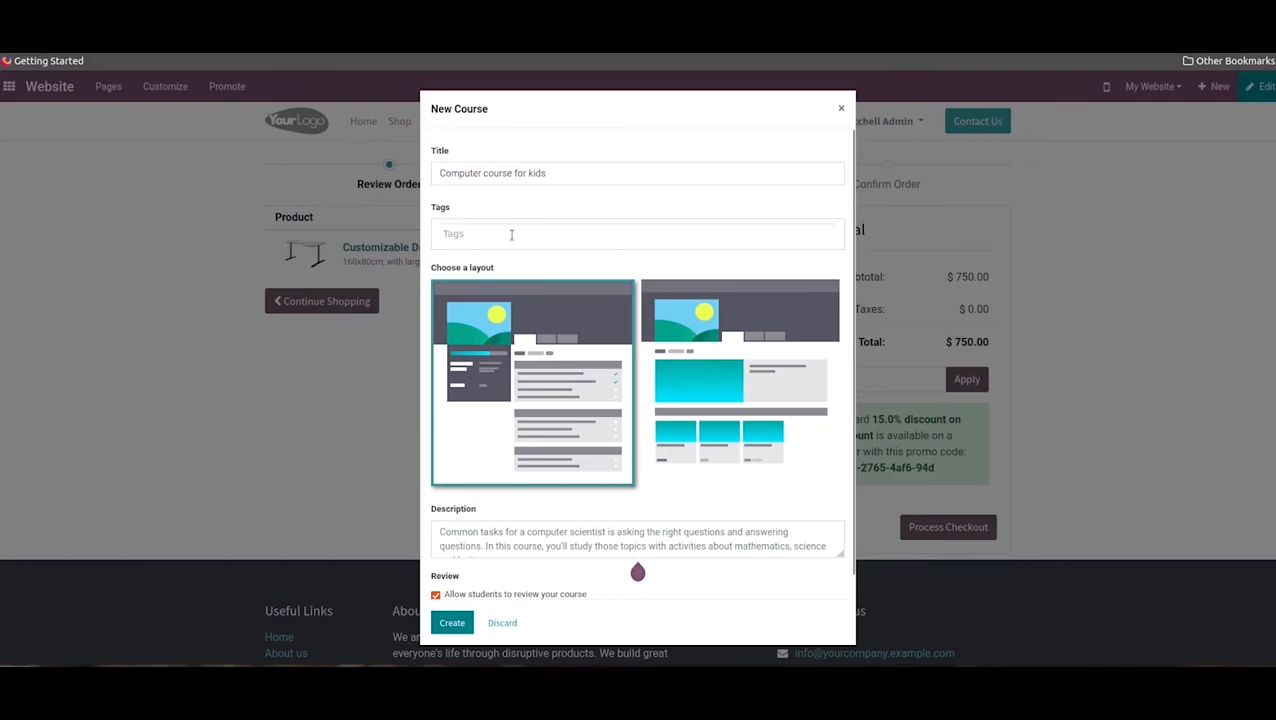 Getting Started
Other Bookmarks
Website Pages Customize Promote
My Website
New
Edit
YourLogo
Home Shop
tchell Admin
Contact Us
Review Order
Confirm Order
Product
Customizable D
160x80cm, with larg
Continue Shopping
al
btotal: $ 750.00
Taxes: $ 0.00
Total: $ 750.00
Apply
ard 15.0% discount on
ount is available on a
r with this promo code:
-2765-4af6-94d
Process Checkout
New Course
×
Title
Computer course for kids
Tags
Tags
Choose a layout
Description
Common tasks for a computer scientist is asking the right questions and answering
questions. In this course, you'll study those topics with activities about mathematics, science
Review
Allow students to review your course
Create Discard
Useful Links
Home
About us
Abou
We are
everyone's life through disruptive products. We build great
us
info@yourcompany.example.com